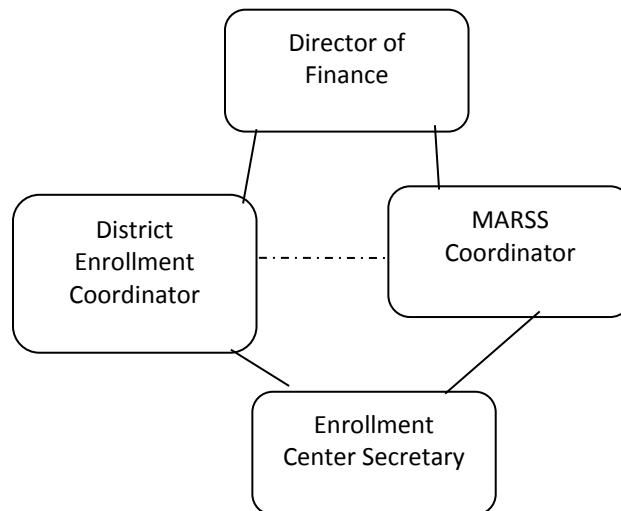 Director of
Finance
District
Enrollment
Coordinator
MARSS
Coordinator
Enrollment
Center Secretary